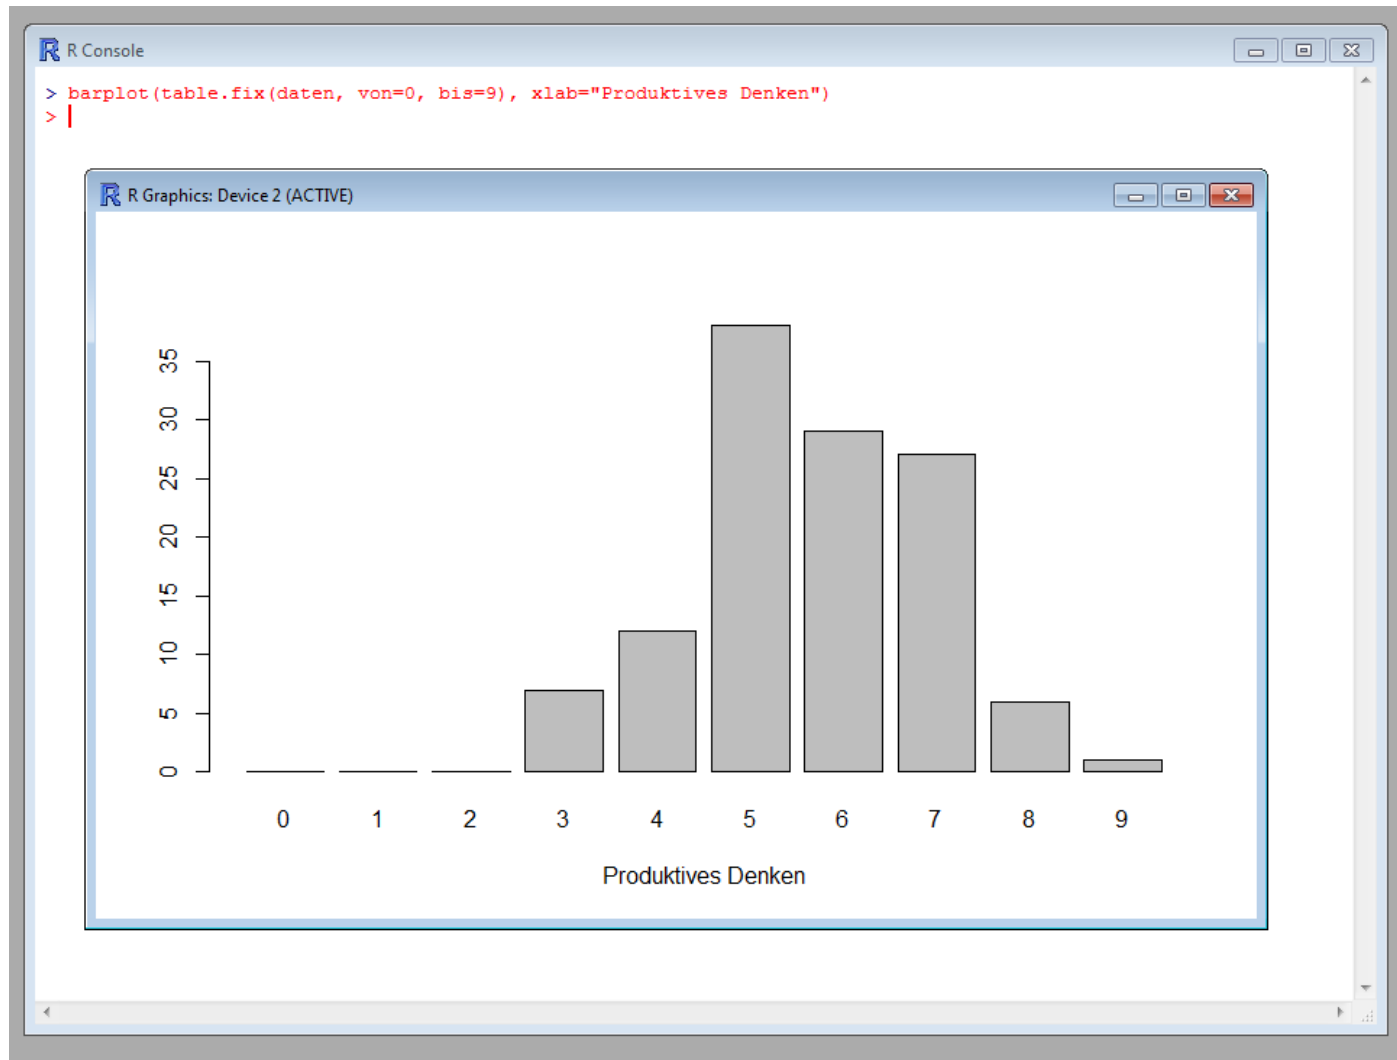 R Console
> barplot(table.fix(daten, von=0, bis=9), xlab="Produktives Denken")
>
R Graphics: Device 2 (ACTIVE)
35
30
25
20
15
10
5
0
0 1 2 3 4 5 6 7 8 9
Produktives Denken